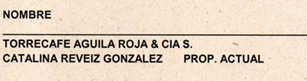 NOMBRE
TORRECAFE AGUILA ROJA & CIA S.
CATALINA REVEIZ GONZALEZ PROP. ACTUAL